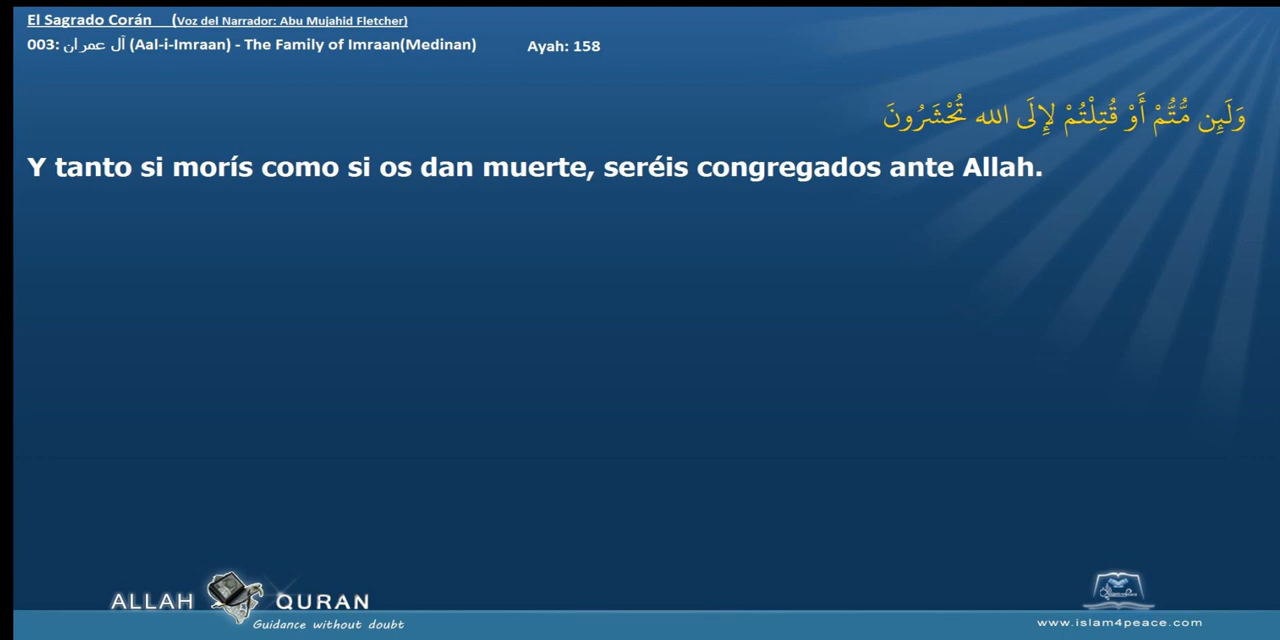 El Sagrado Corán (Voz del Narrador: Abu Mujahid Fletcher)
003: آل عمران (Aal-i-Imraan) - The Family of Imraan(Medinan) Ayah: 158
وَلَئِن مُّتُّمْ أَوْ قُتِلْتُمْ لإِلَى الله تُحْشَرُونَ
Y tanto si morís como si os dan muerte, seréis congregados ante Allah.
ALLAH QURAN
Guidance without doubt
www.islam4peace.com